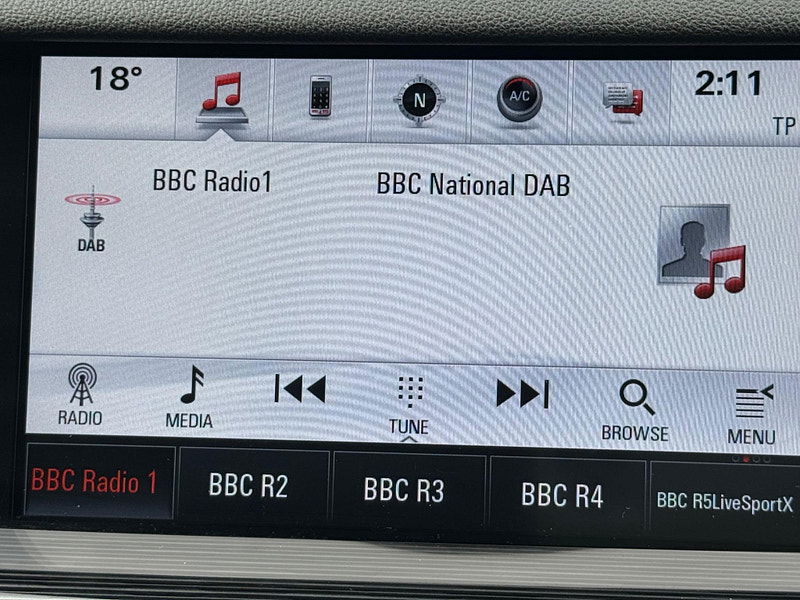 18°
N
A/C
2:11
TP
BBC Radio1
BBC National DAB
DAB
RADIO
MEDIA
TUNE
BROWSE
MENU
BBC Radio 1
BBC R2
BBC R3
BBC R4
BBC R5LiveSportX